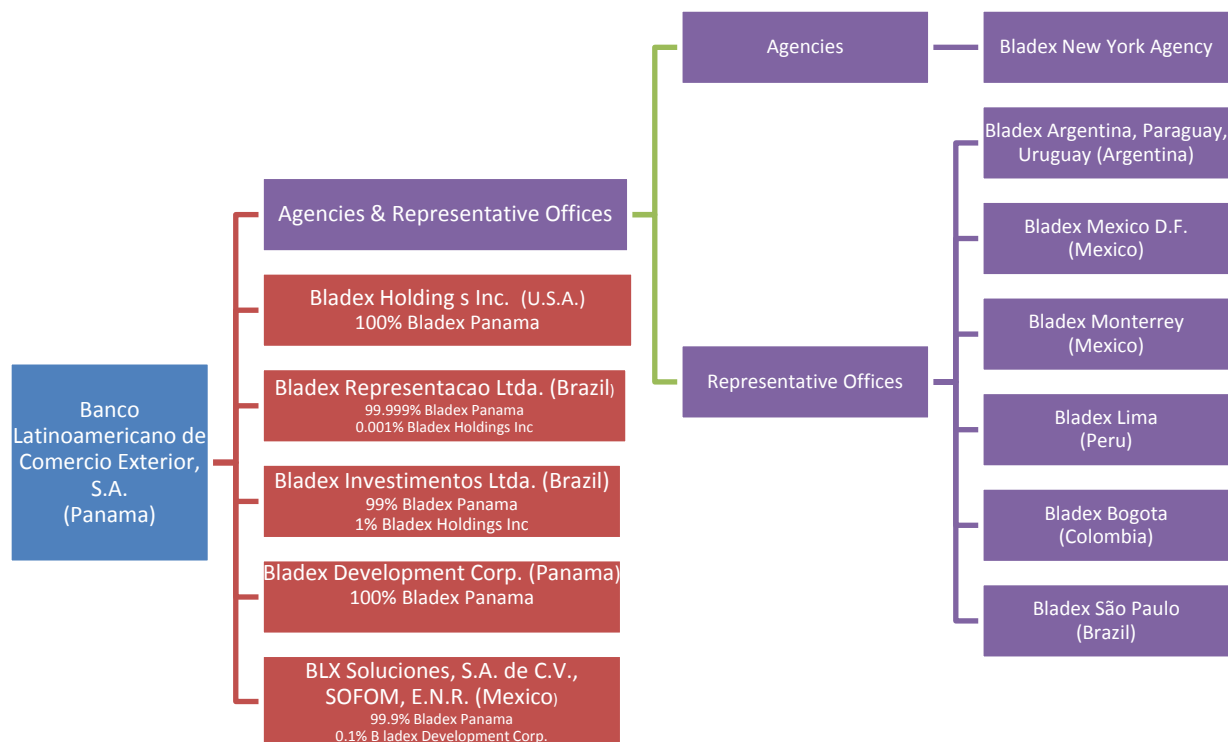 Banco
Latinoamericano de
Comercio Exterior,
S.A.
(Panama)
Agencies & Representative Offices
Bladex Holding s Inc. (U.S.A.)
100% Bladex Panama
Bladex Representacao Ltda. (Brazil)
99.999% Bladex Panama
0.001% Bladex Holdings Inc
Bladex Investimentos Ltda. (Brazil)
99% Bladex Panama
1% Bladex Holdings Inc
Bladex Development Corp. (Panama)
100% Bladex Panama
BLX Soluciones, S.A. de C.V.,
SOFOM, E.N.R. (Mexico)
99.9% Bladex Panama
0.1% B ladex Development Corp.
Agencies
Bladex New York Agency
Representative Offices
Bladex Argentina, Paraguay,
Uruguay (Argentina)
Bladex Mexico D.F.
(Mexico)
Bladex Monterrey
(Mexico)
Bladex Lima
(Peru)
Bladex Bogota
(Colombia)
Bladex São Paulo
(Brazil)